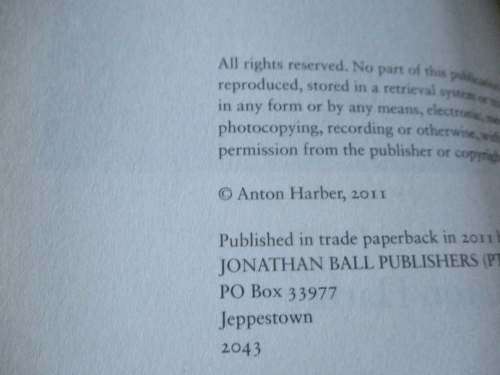 All rights reserved. No part of this
reproduced, stored in a retrieval system or
in any form or by any means, electronic,
photocopying, recording or otherwise,
permission from the publisher or
© Anton Harber, 2011
Published in trade paperback in 2011
JONATHAN BALL PUBLISHERS
PO Box 33977
Jeppestown
2043